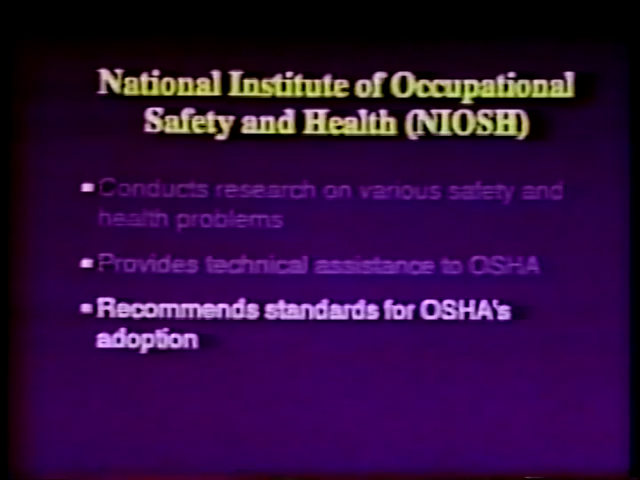 National Institute of Occupational
Safety and Health (NIOSH)
Conducts research on various safety and
health problems
Provides technical assistance to OSHA
Recommends standards for OSHA's
adoption